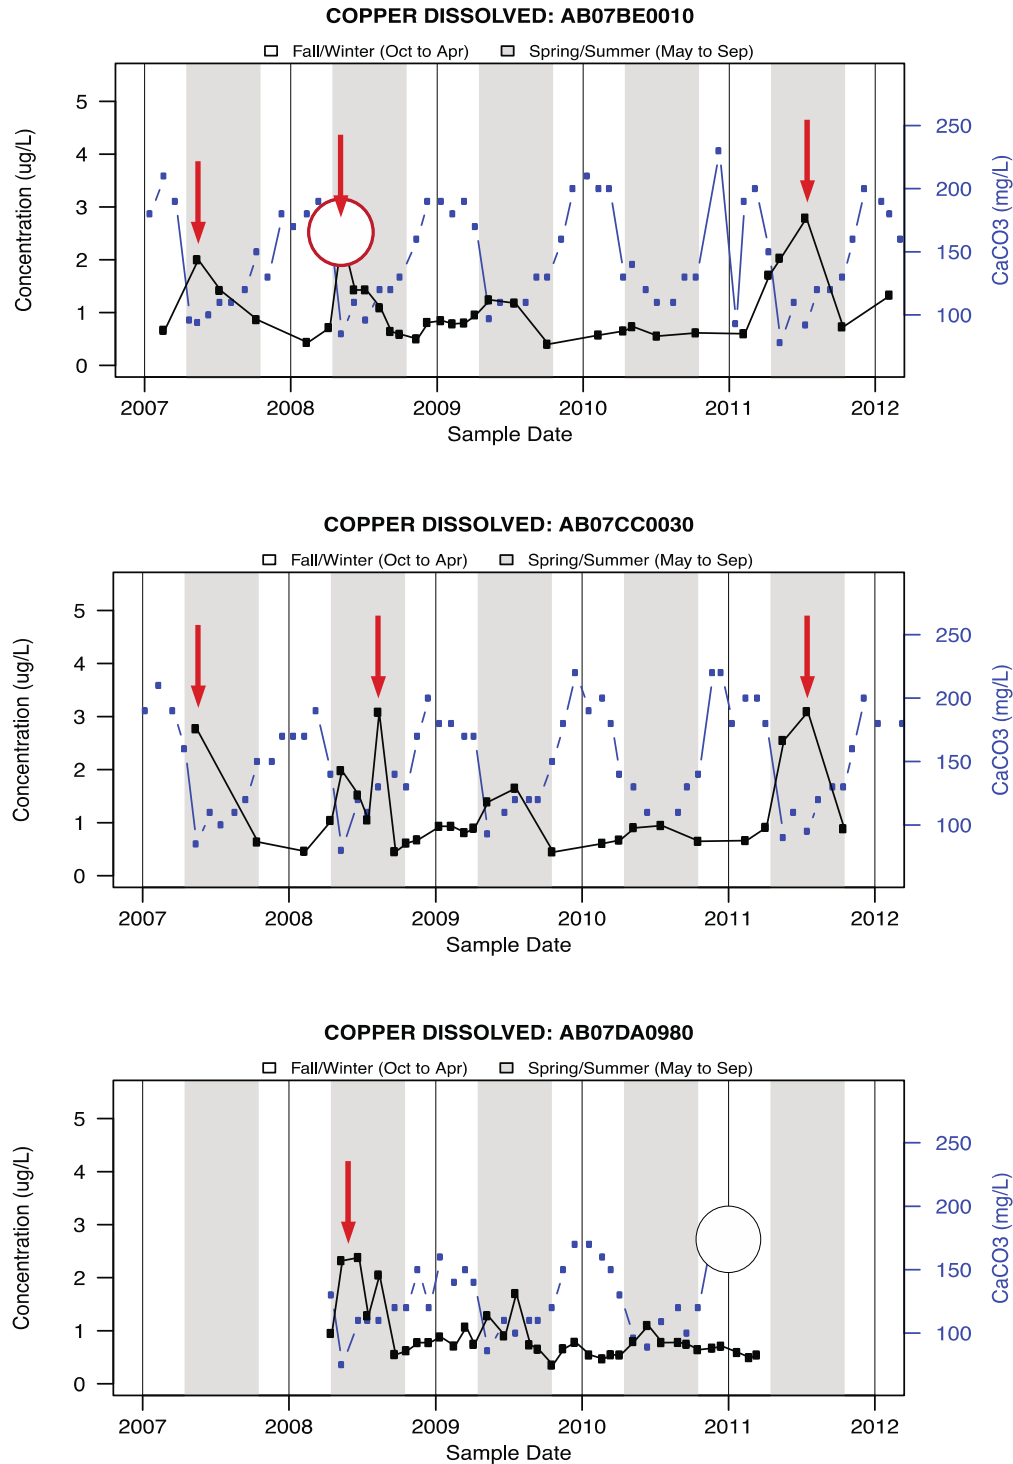 COPPER DISSOLVED: AB07BE0010
Fall/Winter (Oct to Apr) Spring/Summer (May to Sep)
Concentration (ug/L)
5
4
3
2
1
0
250
200
150
100
CaCO3 (mg/L)
2007 2008 2009 2010 2011 2012
Sample Date
COPPER DISSOLVED: AB07CC0030
Fall/Winter (Oct to Apr) Spring/Summer (May to Sep)
Concentration (ug/L)
5
4
3
2
1
0
250
200
150
100
CaCO3 (mg/L)
2007 2008 2009 2010 2011 2012
Sample Date
COPPER DISSOLVED: AB07DA0980
Fall/Winter (Oct to Apr) Spring/Summer (May to Sep)
Concentration (ug/L)
5
4
3
2
1
0
250
200
150
100
CaCO3 (mg/L)
2007 2008 2009 2010 2011 2012
Sample Date